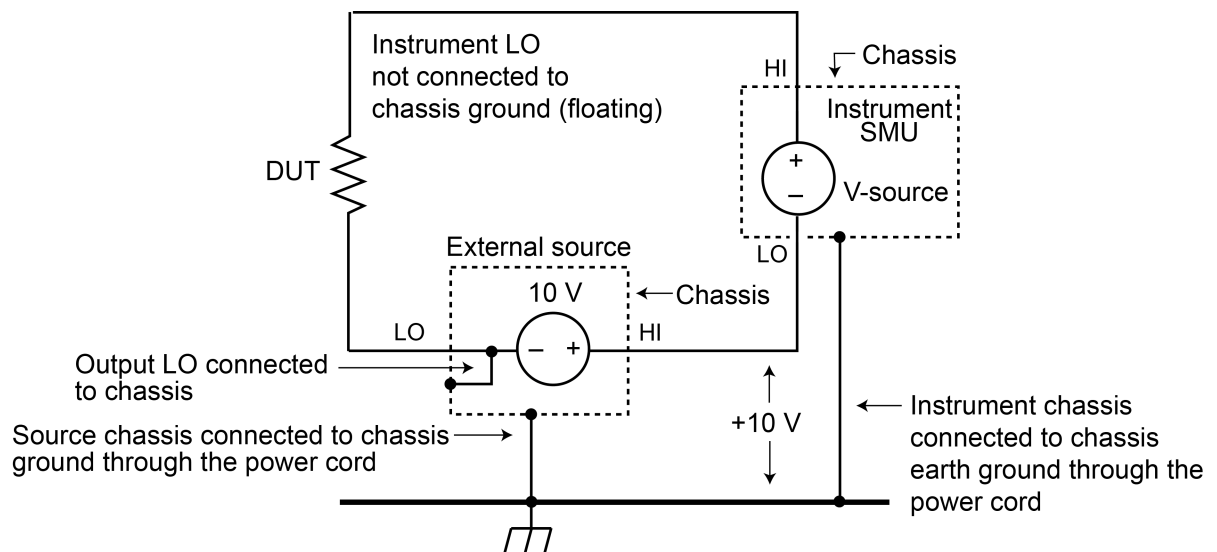 Instrument LO
not connected to
chassis ground (floating)
Chassis
HI
Instrument
SMU
+
−
V-source
LO
DUT
External source
10 V
Chassis
LO
− +
HI
Output LO connected
to chassis
+10 V
Source chassis connected to chassis
ground through the power cord
Instrument chassis
connected to chassis
earth ground through the
power cord